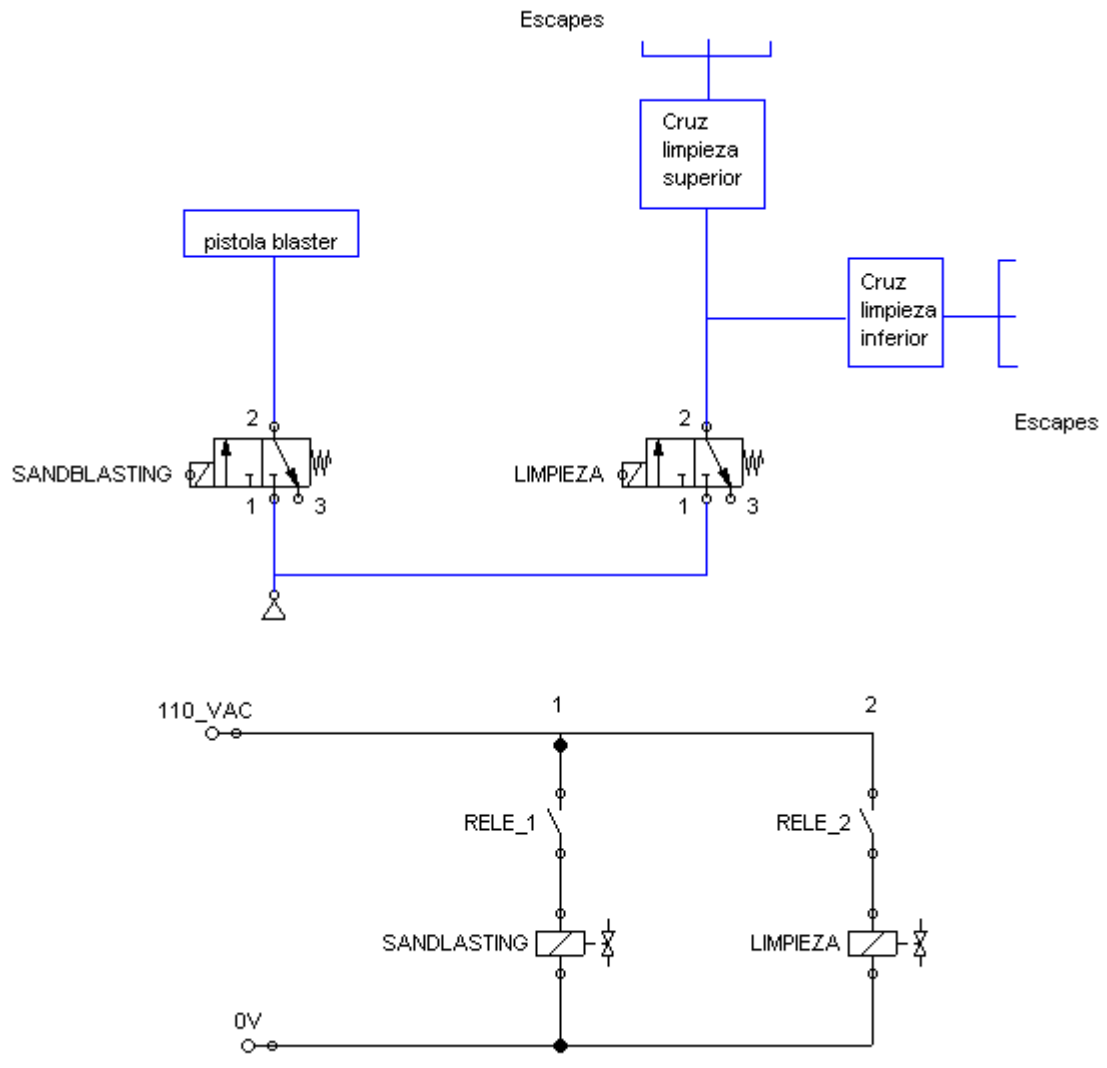 Escapes
Cruz
limpieza
superior
pistola blaster
Cruz
limpieza
inferior
Escapes
2
2
SANDBLASTING
LIMPIEZA
1
3
1
3
110_VAC
1
2
RELE_1
RELE_2
SANDLASTING
LIMPIEZA
0V